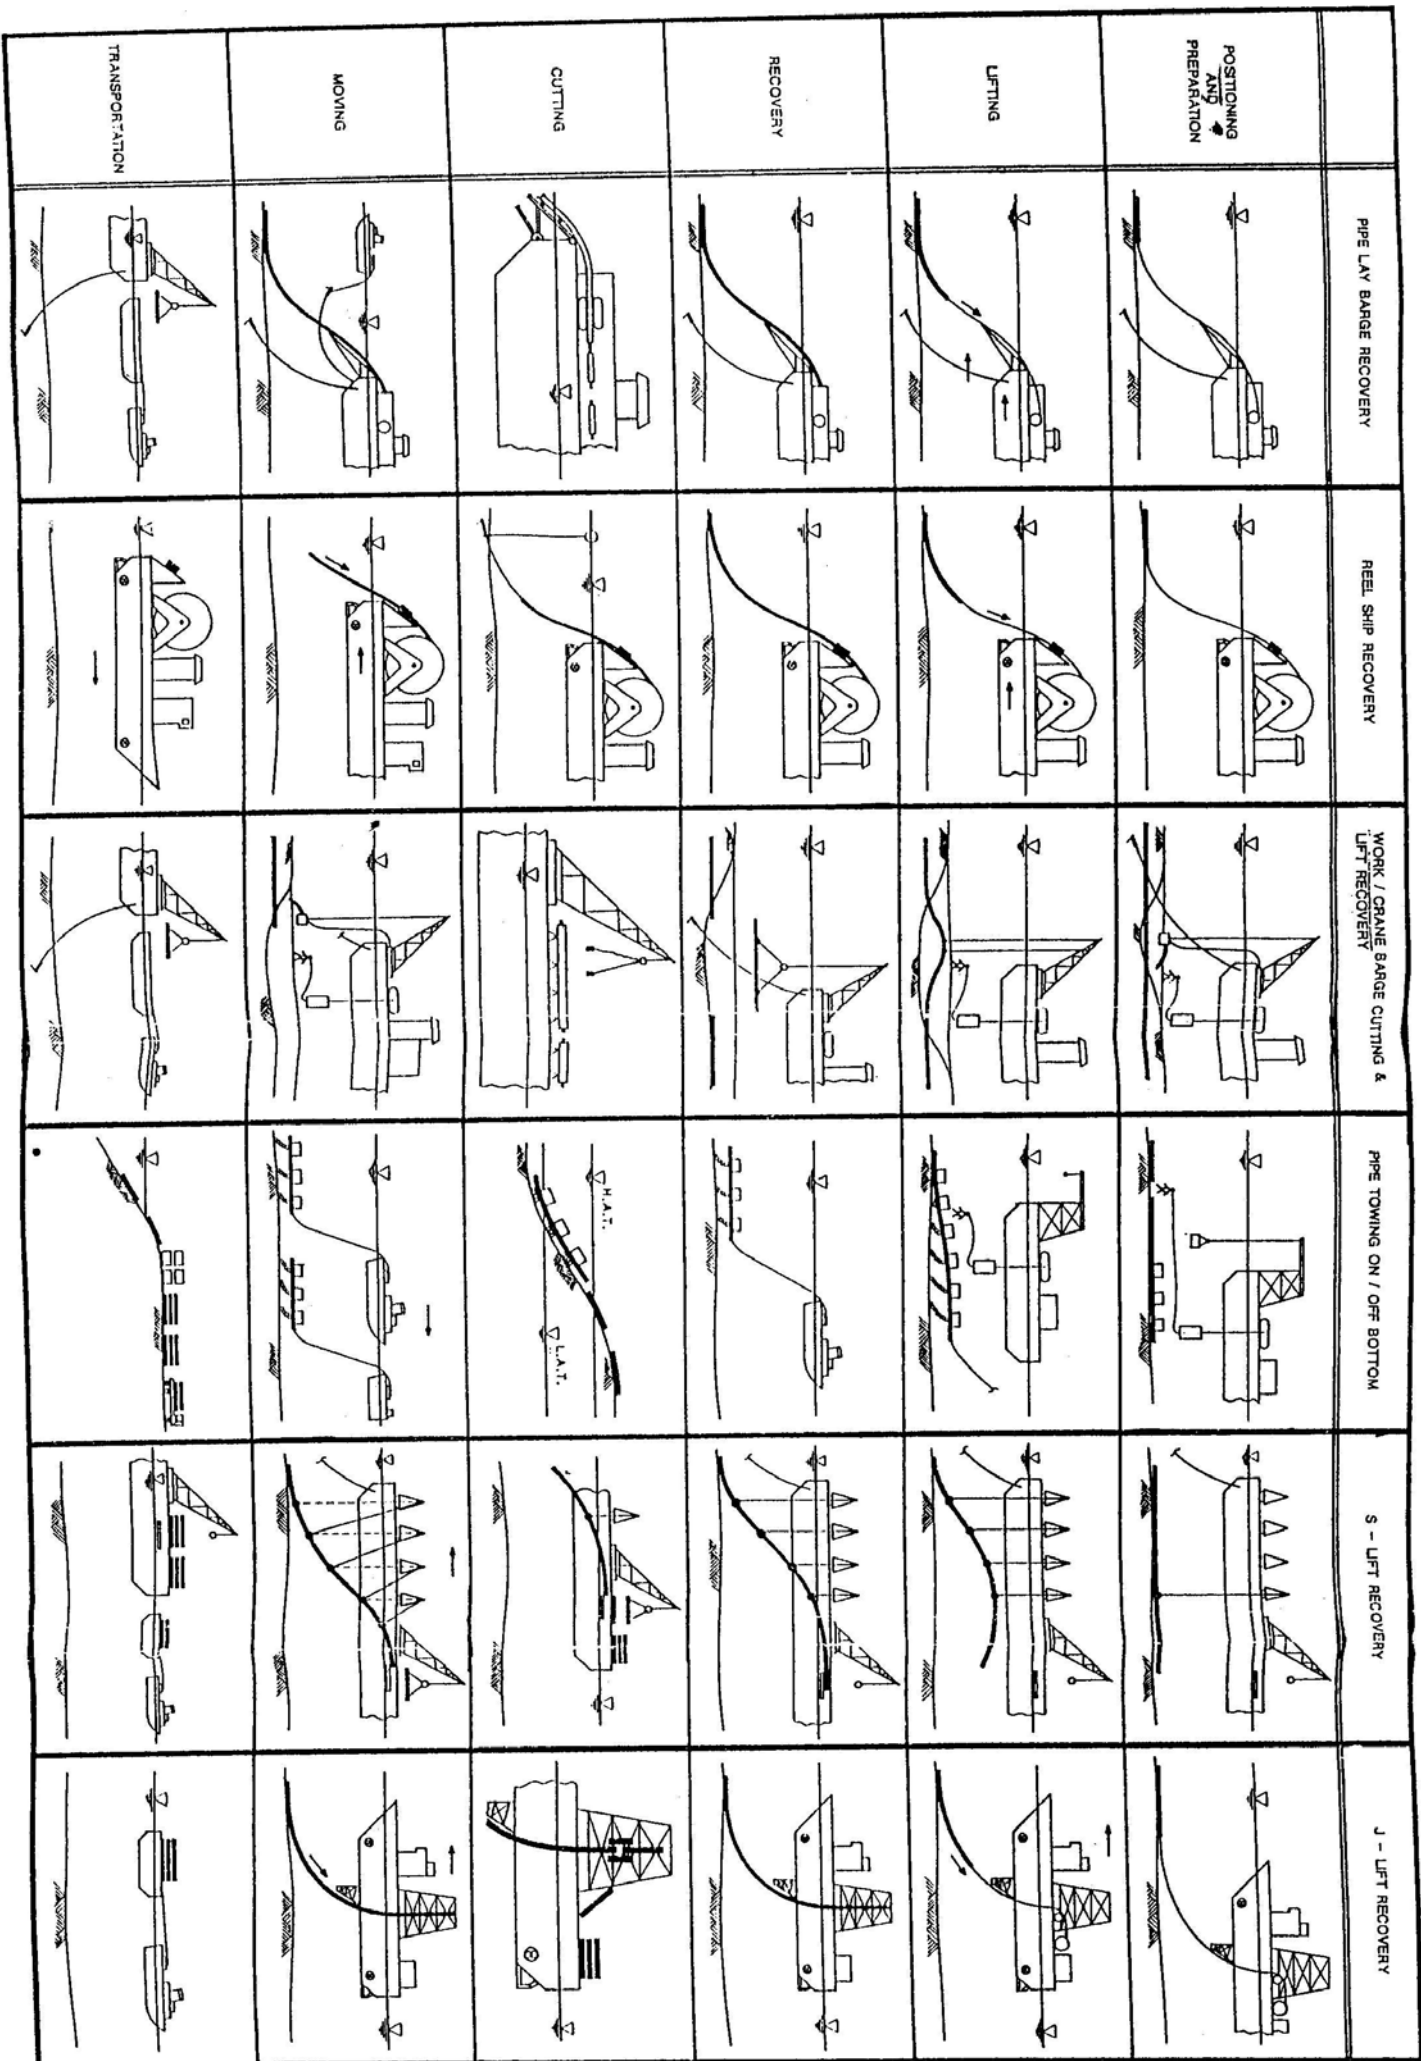 PIPE LAY BARGE RECOVERY
REEL SHIP RECOVERY
WORK / CRANE BARGE CUTTING &
LIFT RECOVERY
PIPE TOWING ON / OFF BOTTOM
S - LIFT RECOVERY
J - LIFT RECOVERY
POSITIONING
AND
PREPARATION
LIFTING
RECOVERY
CUTTING
H.A.T.
L.A.T.
MOVING
TRANSPORTATION